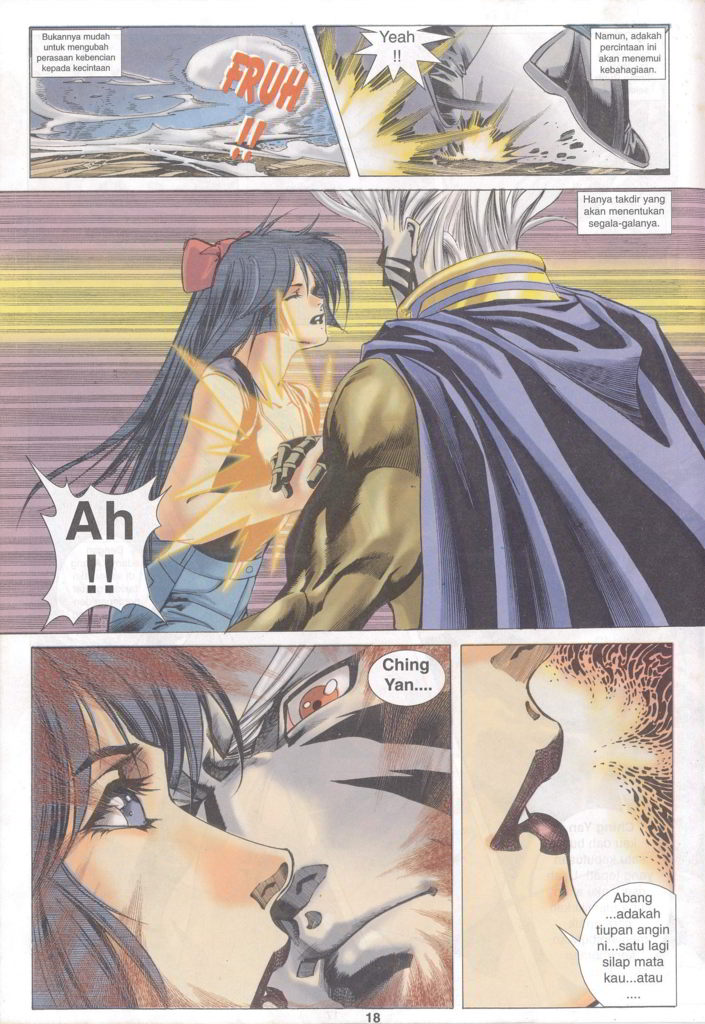 Bukannya mudah
untuk mengubah
perasaan kebencian
kepada kecintaan
FRUH
!!
Yeah
!!
Namun, adakah
percintaan ini
akan menemui
kebahagiaan.
Hanya takdir yang
akan menentukan
segala-galanya.
Ah
!!
Ching
Yan....
Abang
...adakah
tiupan angin
ni...satu lagi
silap mata
kau...atau
....
18